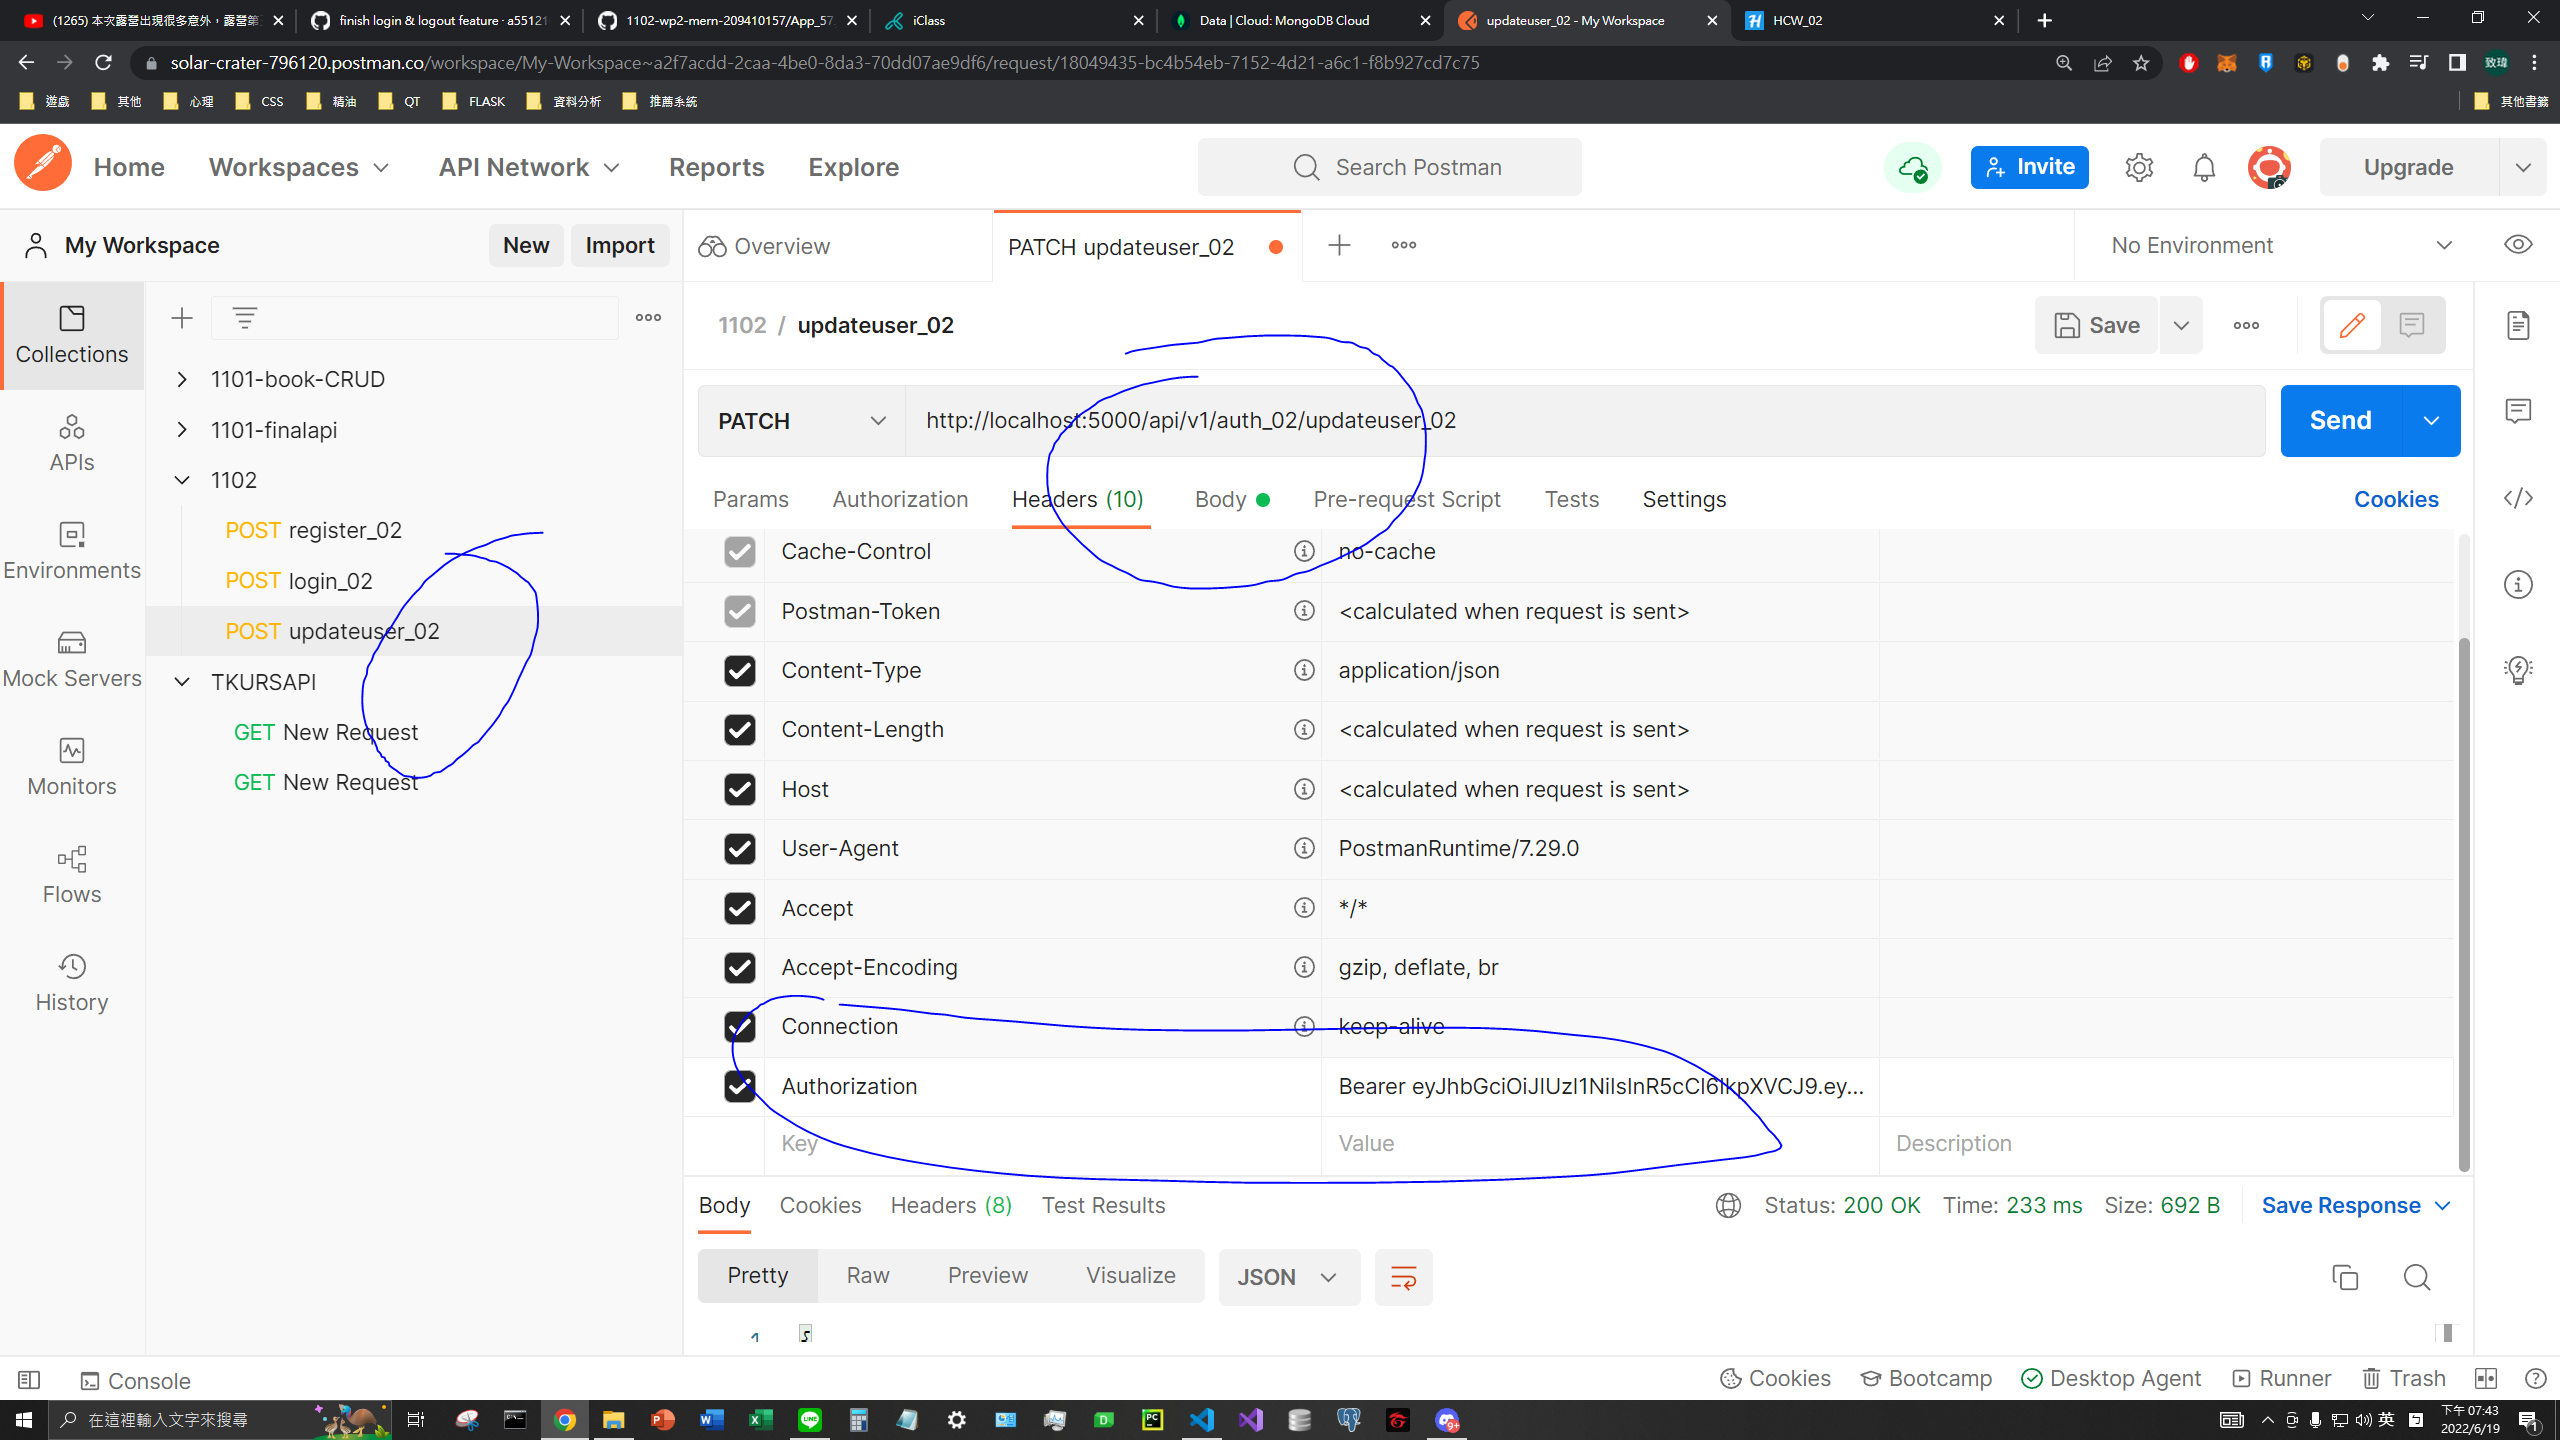 (1265) 本次露營出現很多意外，露營第
finish login & logout feature · a55121
1102-wp2-mern-209410157/App_57
iClass
Data | Cloud: MongoDB Cloud
updateuser_02 - My Workspace
HCW_02
solar-crater-796120.postman.co/workspace/My-Workspace~a2f7acdd-2caa-4be0-8da3-70dd07ae9df6/request/18049435-bc4b54eb-7152-4d21-a6c1-f8b927cd7c75
致瑋
遊戲 其他 心理 CSS 精油 QT FLASK 資料分析 推薦系統 其他書籤
Home Workspaces API Network Reports Explore Search Postman Invite Upgrade
My Workspace New Import Overview PATCH updateuser_02 No Environment
1102 / updateuser_02 Save
Collections
APIs
Environments
Mock Servers
Monitors
Flows
History
1101-book-CRUD
1101-finalapi
1102
POST register_02
POST login_02
POST updateuser_02
TKURSAPI
GET New Request
GET New Request
PATCH http://localhost:5000/api/v1/auth_02/updateuser_02 Send
Params Authorization Headers (10) Body Pre-request Script Tests Settings Cookies
Cache-Control no-cache
Postman-Token <calculated when request is sent>
Content-Type application/json
Content-Length <calculated when request is sent>
Host <calculated when request is sent>
User-Agent PostmanRuntime/7.29.0
Accept */*
Accept-Encoding gzip, deflate, br
Connection keep-alive
Authorization Bearer eyJhbGciOiJIUzI1NiIsInR5cCI6IkpXVCJ9.ey...
Key Value Description
Body Cookies Headers (8) Test Results Status: 200 OK Time: 233 ms Size: 692 B Save Response
Pretty Raw Preview Visualize JSON
Console Cookies Bootcamp Desktop Agent Runner Trash
在這裡輸入文字來搜尋
英
下午 07:43
2022/6/19